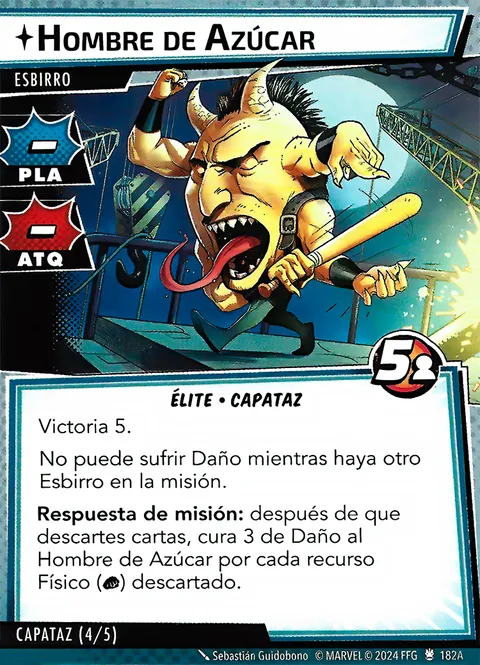 HOMBRE DE AZÚCAR
ESBIRRO
-
PLA
-
ATQ
5
ÉLITE • CAPATAZ
Victoria 5.
No puede sufrir Daño mientras haya otro
Esbirro en la misión.
Respuesta de misión: después de que
descartes cartas, cura 3 de Daño al
Hombre de Azúcar por cada recurso
Físico () descartado.
CAPATAZ (4/5)
Sebastián Guidobono © MARVEL © 2024 FFG 182A